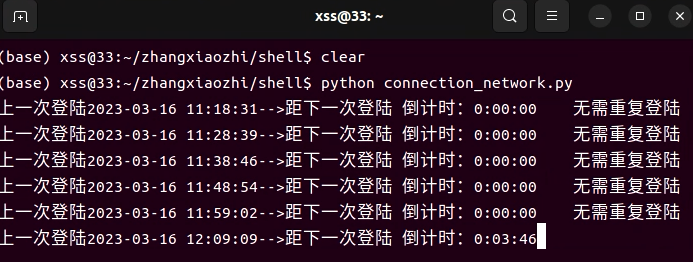 xss@33: ~
(base) xss@33:~/zhangxiaozhi/shell$ clear
(base) xss@33:~/zhangxiaozhi/shell$ python connection_network.py
上一次登陆2023-03-16 11:18:31-->距下一次登陆 倒计时：0:00:00 无需重复登陆
上一次登陆2023-03-16 11:28:39-->距下一次登陆 倒计时：0:00:00 无需重复登陆
上一次登陆2023-03-16 11:38:46-->距下一次登陆 倒计时：0:00:00 无需重复登陆
上一次登陆2023-03-16 11:48:54-->距下一次登陆 倒计时：0:00:00 无需重复登陆
上一次登陆2023-03-16 11:59:02-->距下一次登陆 倒计时：0:00:00 无需重复登陆
上一次登陆2023-03-16 12:09:09-->距下一次登陆 倒计时：0:03:46